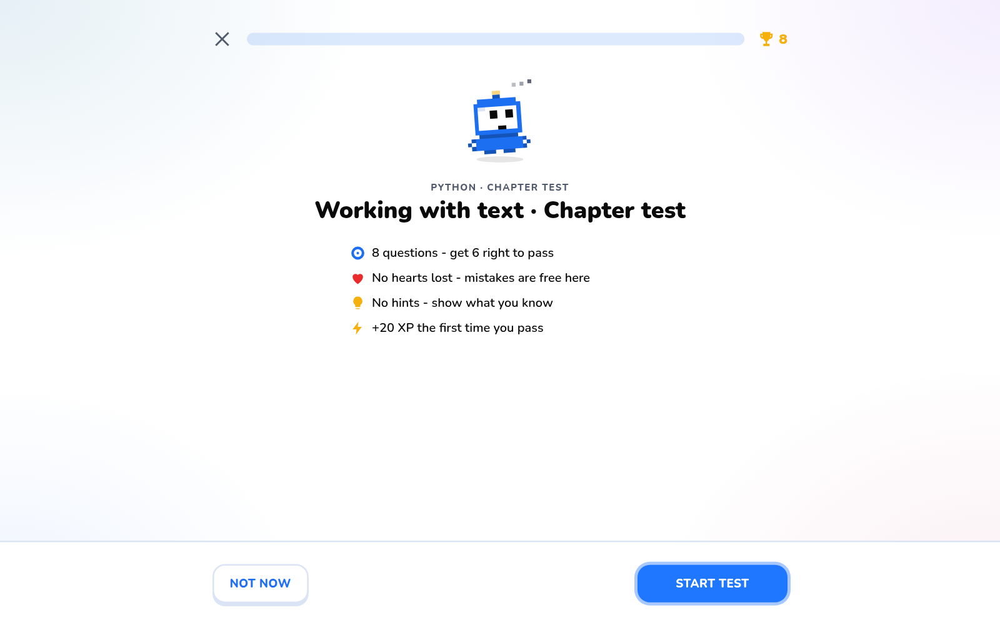 8
PYTHON · CHAPTER TEST
Working with text · Chapter test
8 questions - get 6 right to pass
No hearts lost - mistakes are free here
No hints - show what you know
+20 XP the first time you pass
NOT NOW
START TEST